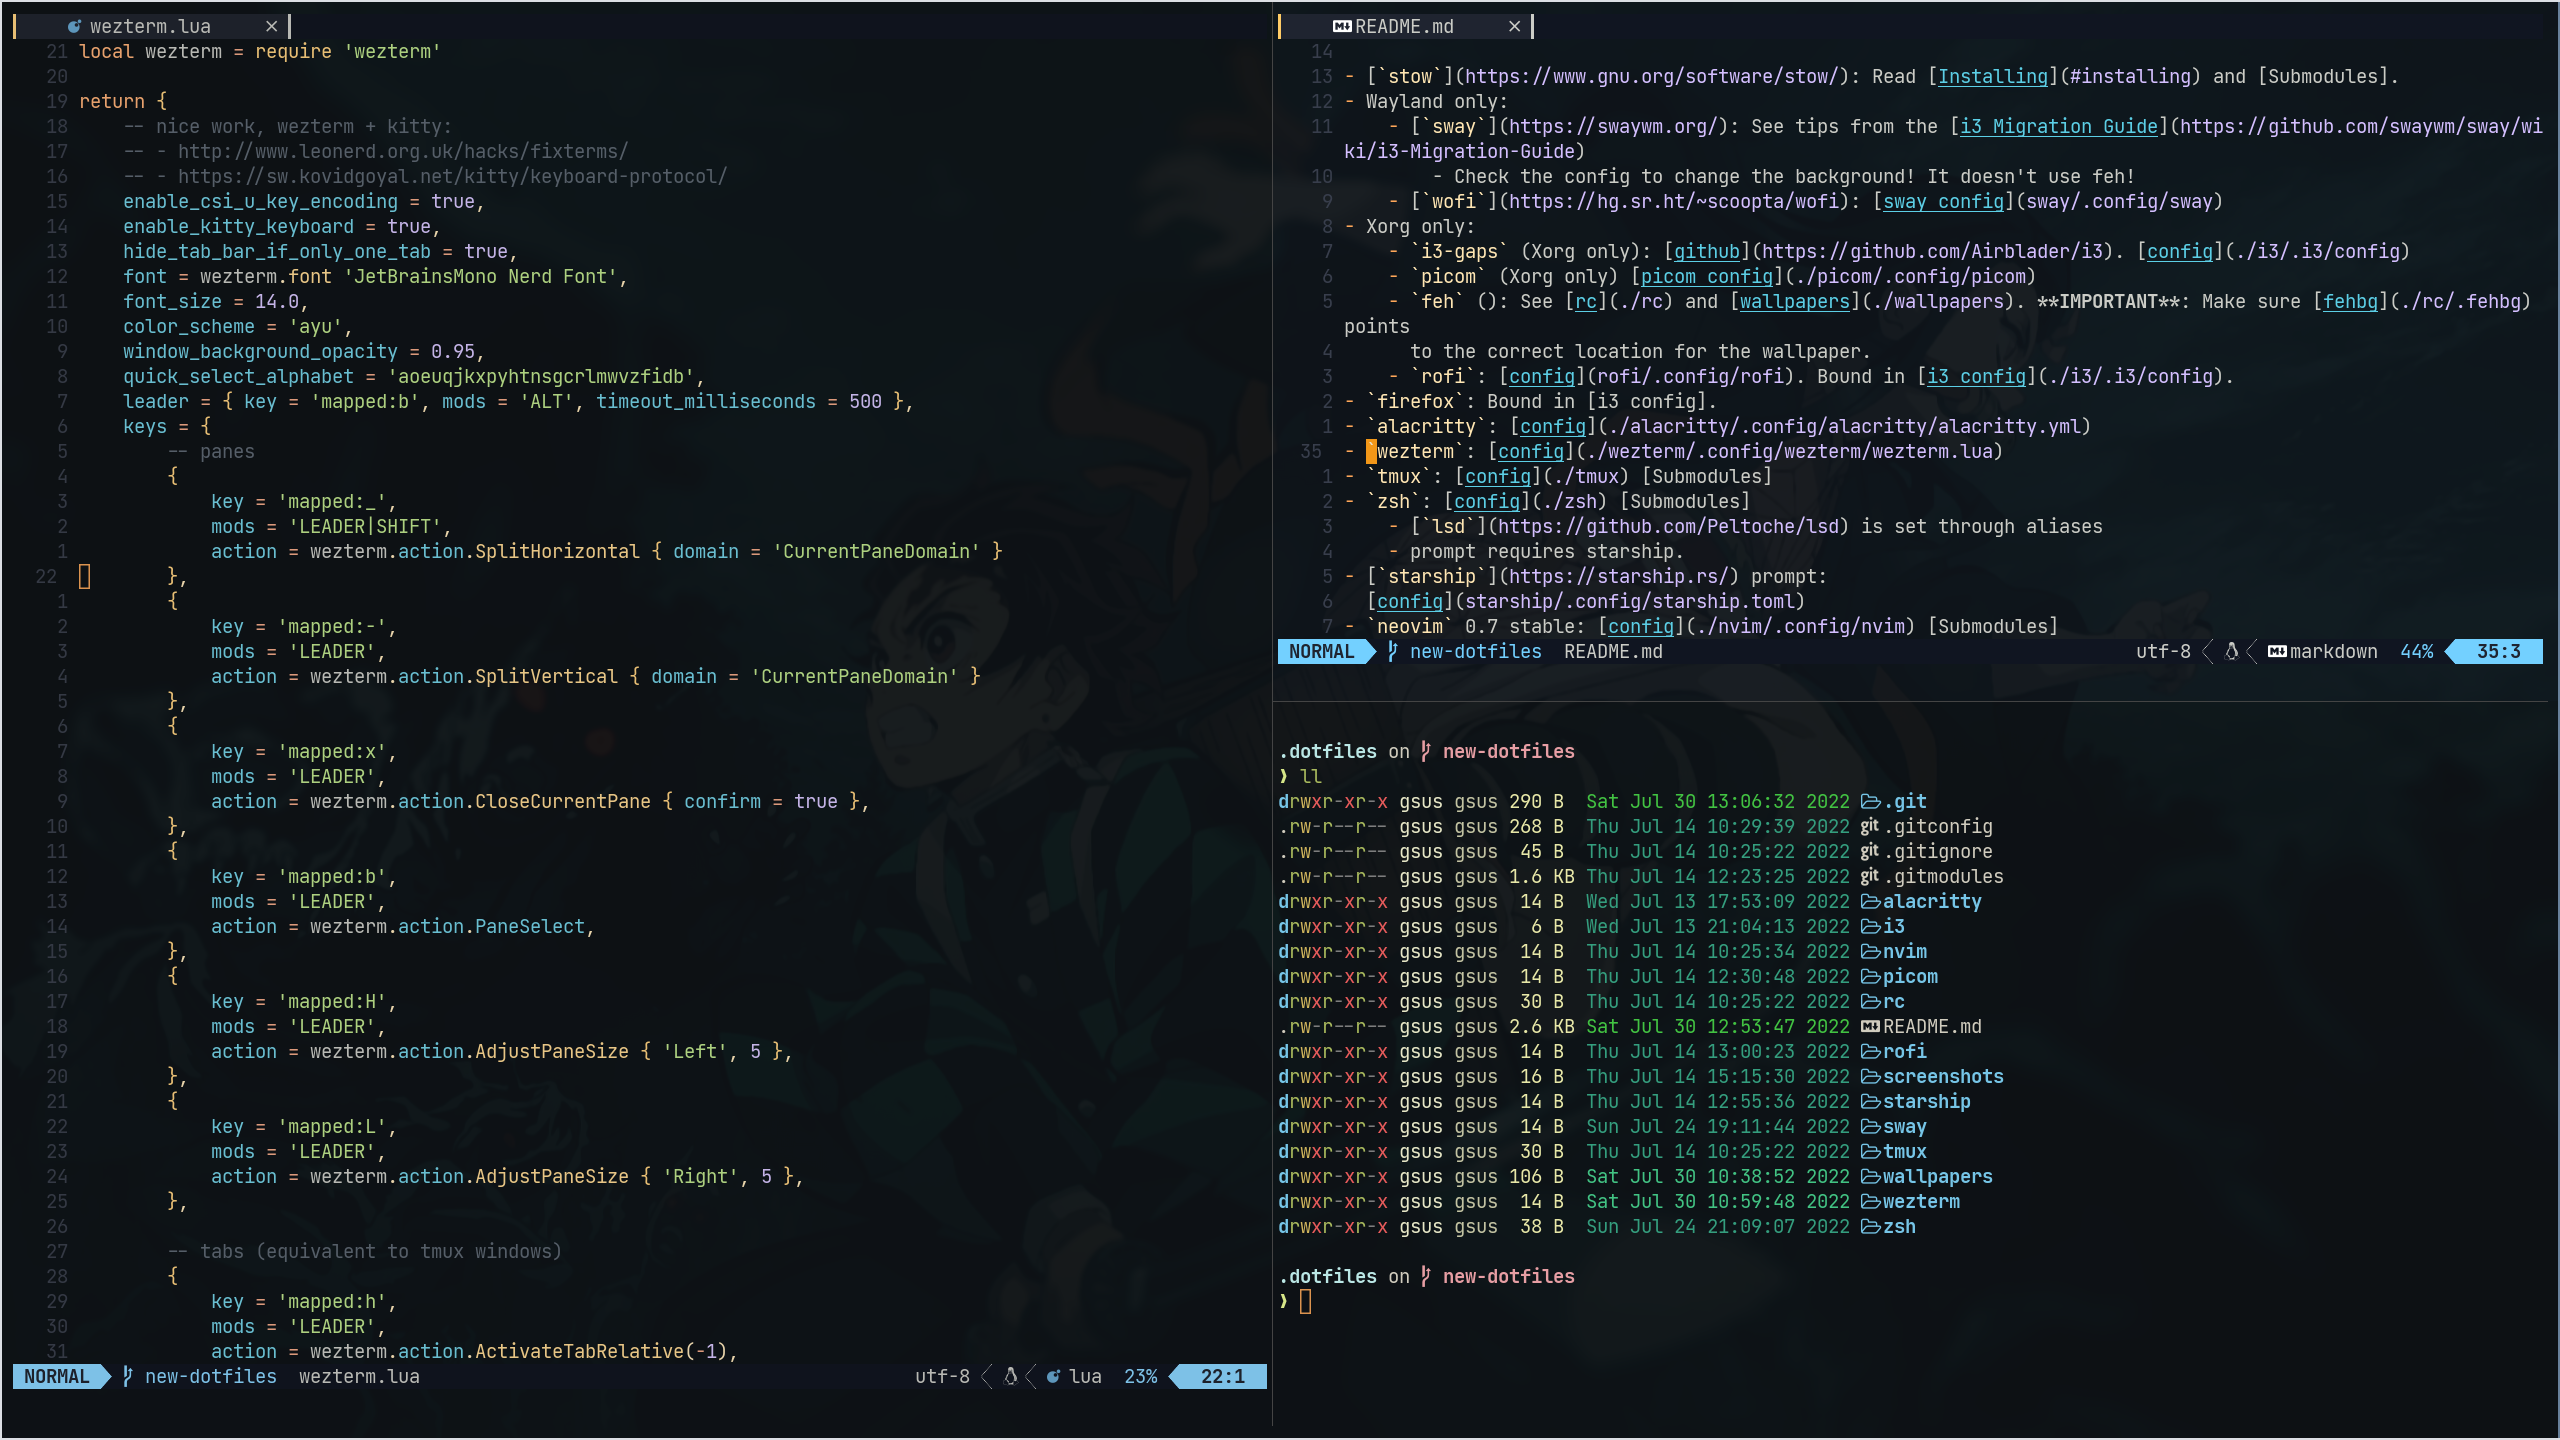 wezterm.lua ×
21 local wezterm = require 'wezterm'
20
19 return {
18     -- nice work, wezterm + kitty:
17     -- - http://www.leonerd.org.uk/hacks/fixterms/
16     -- - https://sw.kovidgoyal.net/kitty/keyboard-protocol/
15     enable_csi_u_key_encoding = true,
14     enable_kitty_keyboard = true,
13     hide_tab_bar_if_only_one_tab = true,
12     font = wezterm.font 'JetBrainsMono Nerd Font',
11     font_size = 14.0,
10     color_scheme = 'ayu',
9     window_background_opacity = 0.95,
8     quick_select_alphabet = 'aoeuqjkxpyhtnsgcrlmwvzfidb',
7     leader = { key = 'mapped:b', mods = 'ALT', timeout_milliseconds = 500 },
6     keys = {
5         -- panes
4         {
3             key = 'mapped:_',
2             mods = 'LEADER|SHIFT',
1             action = wezterm.action.SplitHorizontal { domain = 'CurrentPaneDomain' }
22         },
1         {
2             key = 'mapped:-',
3             mods = 'LEADER',
4             action = wezterm.action.SplitVertical { domain = 'CurrentPaneDomain' }
5         },
6         {
7             key = 'mapped:x',
8             mods = 'LEADER',
9             action = wezterm.action.CloseCurrentPane { confirm = true },
10         },
11         {
12             key = 'mapped:b',
13             mods = 'LEADER',
14             action = wezterm.action.PaneSelect,
15         },
16         {
17             key = 'mapped:H',
18             mods = 'LEADER',
19             action = wezterm.action.AdjustPaneSize { 'Left', 5 },
20         },
21         {
22             key = 'mapped:L',
23             mods = 'LEADER',
24             action = wezterm.action.AdjustPaneSize { 'Right', 5 },
25         },
26
27         -- tabs (equivalent to tmux windows)
28         {
29             key = 'mapped:h',
30             mods = 'LEADER',
31             action = wezterm.action.ActivateTabRelative(-1),
NORMAL new-dotfiles wezterm.lua utf-8 lua 23% 22:1
README.md ×
14
13 - [`stow`](https://www.gnu.org/software/stow/): Read [Installing](#installing) and [Submodules].
12 - Wayland only:
11     - [`sway`](https://swaywm.org/): See tips from the [i3 Migration Guide](https://github.com/swaywm/sway/wi
ki/i3-Migration-Guide)
10         - Check the config to change the background! It doesn't use feh!
9     - [`wofi`](https://hg.sr.ht/~scoopta/wofi): [sway config](sway/.config/sway)
8 - Xorg only:
7     - `i3-gaps` (Xorg only): [github](https://github.com/Airblader/i3). [config](./i3/.i3/config)
6     - `picom` (Xorg only) [picom config](./picom/.config/picom)
5     - `feh` (): See [rc](./rc) and [wallpapers](./wallpapers). **IMPORTANT**: Make sure [fehbg](./rc/.fehbg)
points
4       to the correct location for the wallpaper.
3     - `rofi`: [config](rofi/.config/rofi). Bound in [i3 config](./i3/.i3/config).
2 - `firefox`: Bound in [i3 config].
1 - `alacritty`: [config](./alacritty/.config/alacritty/alacritty.yml)
35 - `wezterm`: [config](./wezterm/.config/wezterm/wezterm.lua)
1 - `tmux`: [config](./tmux) [Submodules]
2 - `zsh`: [config](./zsh) [Submodules]
3     - [`lsd`](https://github.com/Peltoche/lsd) is set through aliases
4     - prompt requires starship.
5 - [`starship`](https://starship.rs/) prompt:
6   [config](starship/.config/starship.toml)
7 - `neovim` 0.7 stable: [config](./nvim/.config/nvim) [Submodules]
NORMAL new-dotfiles README.md utf-8 markdown 44% 35:3
.dotfiles on new-dotfiles
❯ ll
drwxr-xr-x gsus gsus 290 B Sat Jul 30 13:06:32 2022 .git
.rw-r--r-- gsus gsus 268 B Thu Jul 14 10:29:39 2022 git .gitconfig
.rw-r--r-- gsus gsus 45 B Thu Jul 14 10:25:22 2022 git .gitignore
.rw-r--r-- gsus gsus 1.6 KB Thu Jul 14 12:23:25 2022 git .gitmodules
drwxr-xr-x gsus gsus 14 B Wed Jul 13 17:53:09 2022 alacritty
drwxr-xr-x gsus gsus 6 B Wed Jul 13 21:04:13 2022 i3
drwxr-xr-x gsus gsus 14 B Thu Jul 14 10:25:34 2022 nvim
drwxr-xr-x gsus gsus 14 B Thu Jul 14 12:30:48 2022 picom
drwxr-xr-x gsus gsus 30 B Thu Jul 14 10:25:22 2022 rc
.rw-r--r-- gsus gsus 2.6 KB Sat Jul 30 12:53:47 2022 README.md
drwxr-xr-x gsus gsus 14 B Thu Jul 14 13:00:23 2022 rofi
drwxr-xr-x gsus gsus 16 B Thu Jul 14 15:15:30 2022 screenshots
drwxr-xr-x gsus gsus 14 B Thu Jul 14 12:55:36 2022 starship
drwxr-xr-x gsus gsus 14 B Sun Jul 24 19:11:44 2022 sway
drwxr-xr-x gsus gsus 30 B Thu Jul 14 10:25:22 2022 tmux
drwxr-xr-x gsus gsus 106 B Sat Jul 30 10:38:52 2022 wallpapers
drwxr-xr-x gsus gsus 14 B Sat Jul 30 10:59:48 2022 wezterm
drwxr-xr-x gsus gsus 38 B Sun Jul 24 21:09:07 2022 zsh
.dotfiles on new-dotfiles
❯